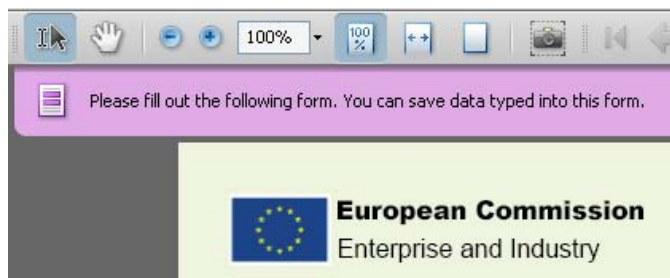 100%
100
%
Please fill out the following form. You can save data typed into this form.
European Commission
Enterprise and Industry